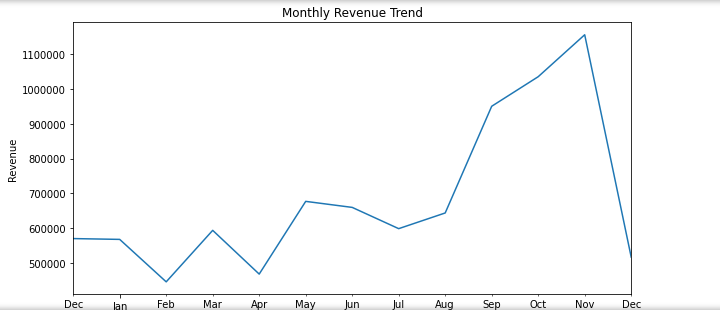 Monthly Revenue Trend
1100000
1000000
900000
800000
700000
600000
500000
Revenue
Dec Jan Feb Mar Apr May Jun Jul Aug Sep Oct Nov Dec